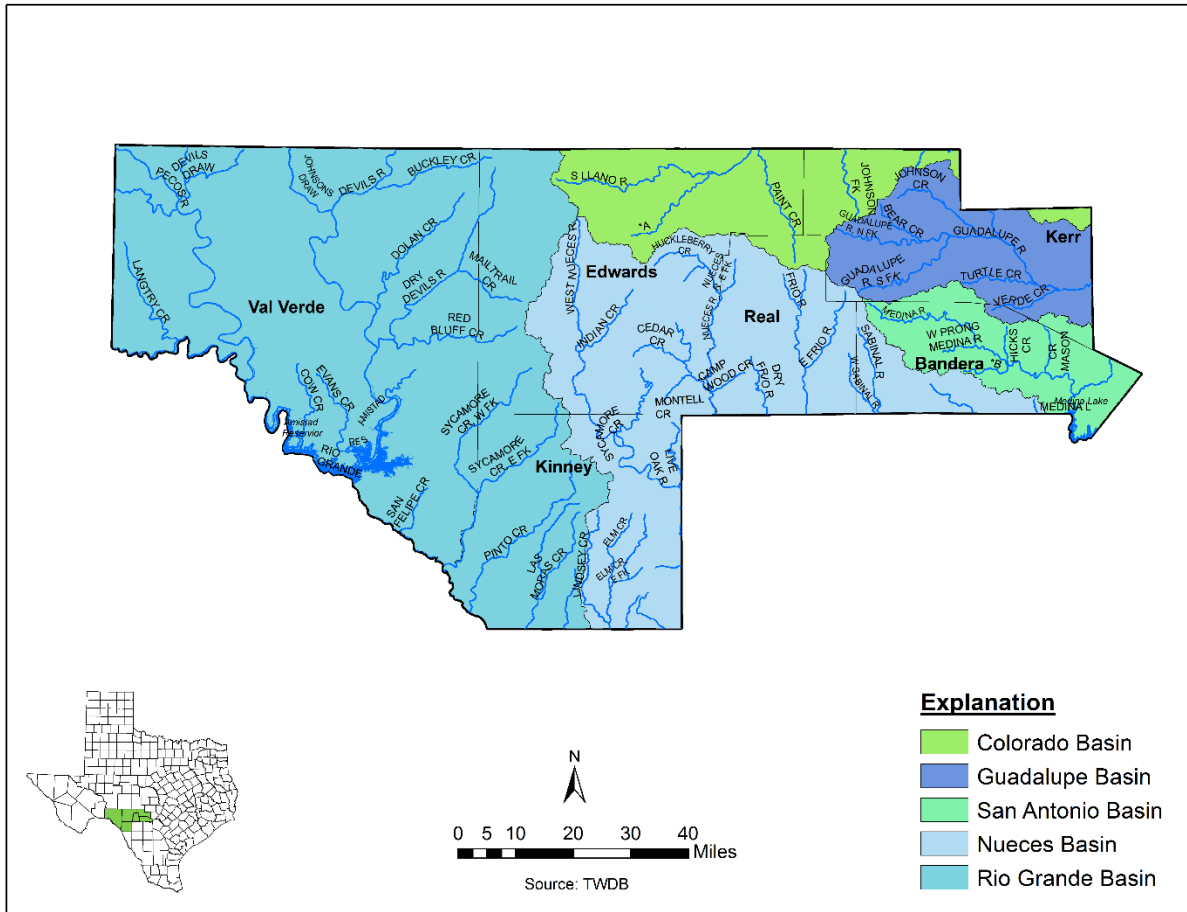 DEVILS
DRAW
PECOS R
JOHNSONS
DRAW
DEVILS R
BUCKLEY CR
S LLANO R
PAINT CR
JOHNSON
FK
JOHNSON
CR
BEAR CR
GUADALUPE
R, N FK
GUADALUPE R
Kerr
*A
HUCKLEBERRY
CR
DOLAN CR
MAILTRAIL
CR
DRY
DEVILS R
WEST NUECES R
Edwards
NUECES
R, E FK
GUADALUPE
R, S FK
TURTLE CR
VERDE CR
LANGTRY CR
Val Verde
RED
BLUFF CR
INDIAN CR
CEDAR
CR
NUECES R
Real
FRIO R
E FRIO R
SABINAL R
W SABINAL R
MEDINA R
W PRONG
MEDINA R
HICKS
CR
MASON
CR
Bandera
*B
Medina Lake
MEDINA L
EVANS CR
COW CR
AMISTAD
RES
Amistad
Reservior
RIO
GRANDE
SYCAMORE
CR, W FK
SYCAMORE
CR, E FK
CAMP
WOOD CR
DRY
FRIO R
MONTELL
CR
SYCAMORE
CR
LIVE
OAK R
Kinney
SAN
FELIPE CR
PINTO CR
LAS
MORAS CR
LINDSEY CR
ELM CR
ELM CR
E FK
Explanation
Colorado Basin
Guadalupe Basin
San Antonio Basin
Nueces Basin
Rio Grande Basin
N
0 5 10 20 30 40
Miles
Source: TWDB